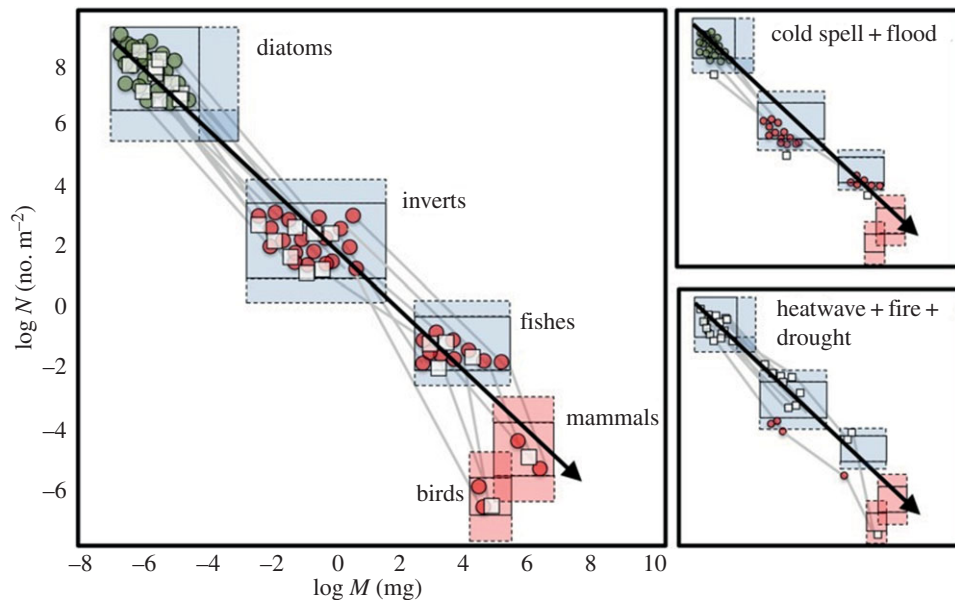 diatoms
inverts
fishes
mammals
birds
8
6
4
2
0
−2
−4
−6
log N (no. m−2)
−8
−6
−4
−2
0
2
4
6
8
10
log M (mg)
cold spell + flood
heatwave + fire +
drought